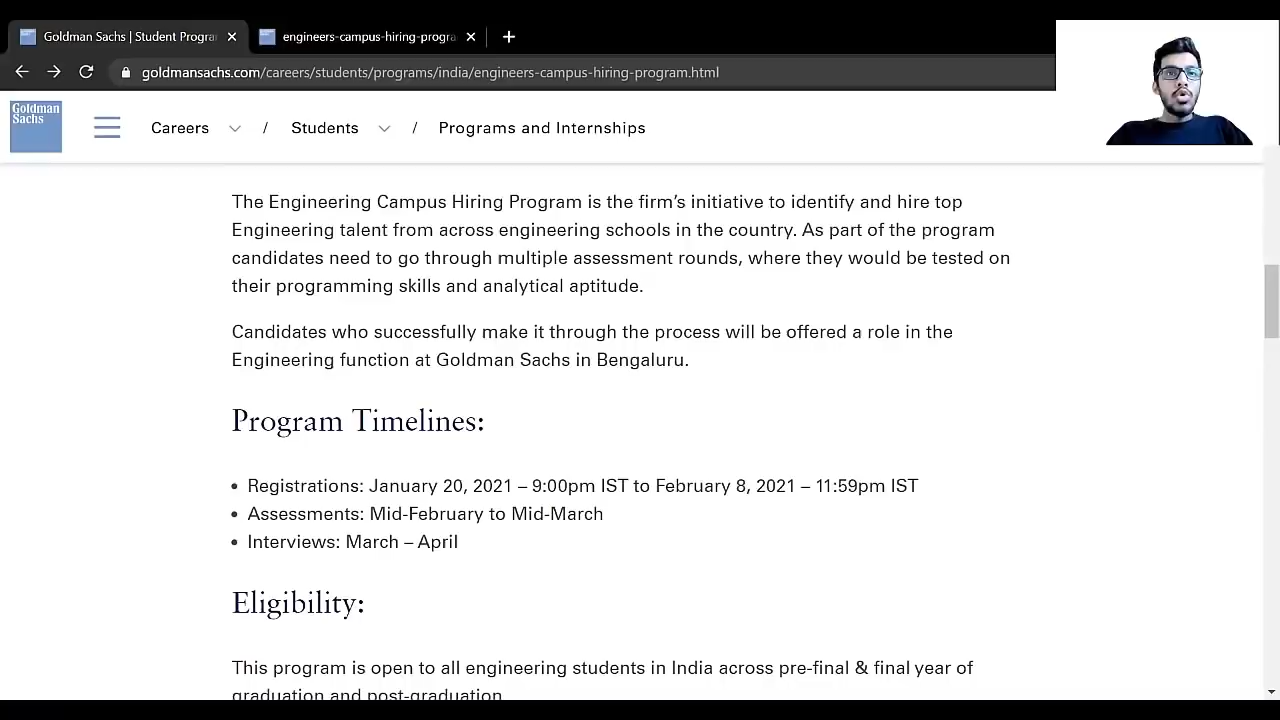 Goldman Sachs | Student Progra
engineers-campus-hiring-progra
goldmansachs.com/careers/students/programs/india/engineers-campus-hiring-program.html
Goldman
Sachs
Careers / Students / Programs and Internships
The Engineering Campus Hiring Program is the firm's initiative to identify and hire top
Engineering talent from across engineering schools in the country. As part of the program
candidates need to go through multiple assessment rounds, where they would be tested on
their programming skills and analytical aptitude.
Candidates who successfully make it through the process will be offered a role in the
Engineering function at Goldman Sachs in Bengaluru.
Program Timelines:
• Registrations: January 20, 2021 – 9:00pm IST to February 8, 2021 – 11:59pm IST
• Assessments: Mid-February to Mid-March
• Interviews: March – April
Eligibility:
This program is open to all engineering students in India across pre-final & final year of
graduation and post-graduation